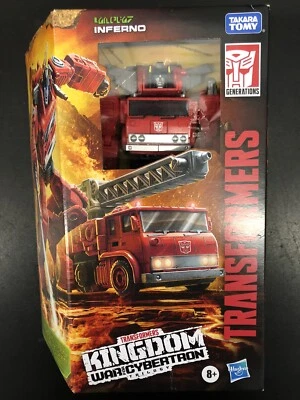 INFERNO
TAKARA
TOMY
GENERATIONS
TRANSFORMERS
TRANSFORMERS
KINGDOM
WAR FOR CYBERTRON
TRILOGY
8+
Hasbro